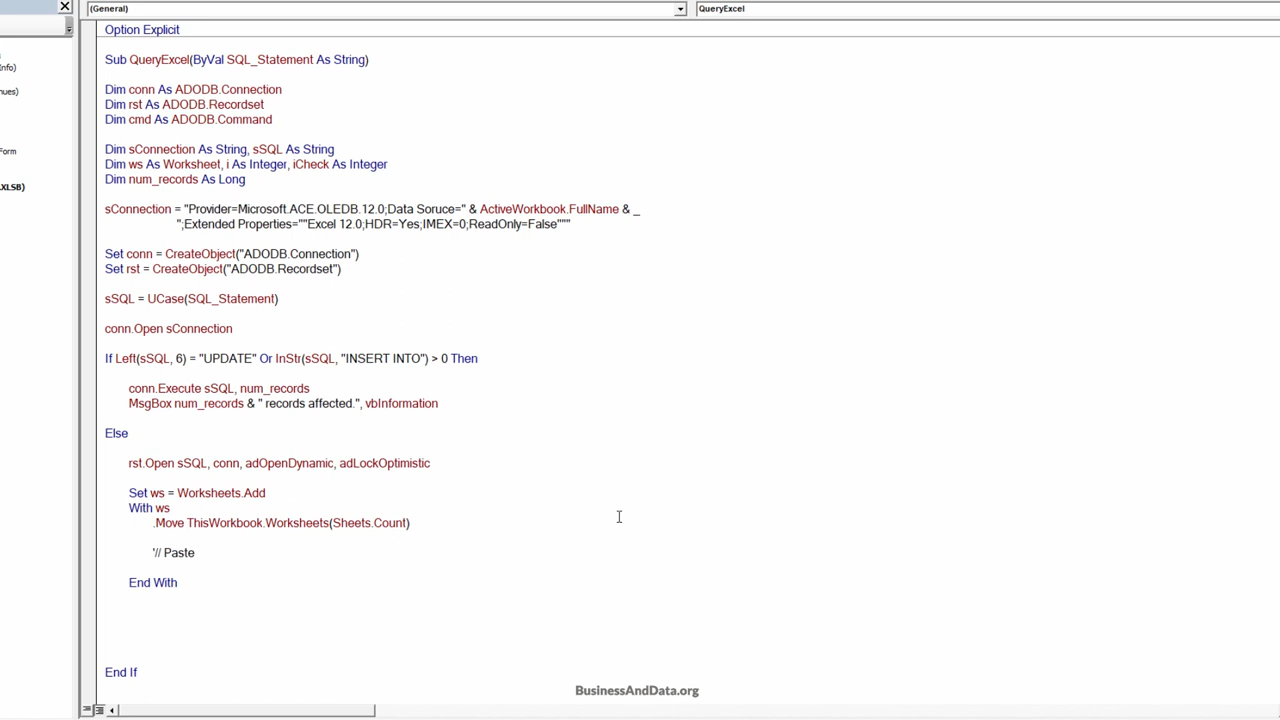 (General)
QueryExcel
Option Explicit
Sub QueryExcel(ByVal SQL_Statement As String)
Dim conn As ADODB.Connection
Dim rst As ADODB.Recordset
Dim cmd As ADODB.Command
Dim sConnection As String, sSQL As String
Dim ws As Worksheet, i As Integer, iCheck As Integer
Dim num_records As Long
sConnection = "Provider=Microsoft.ACE.OLEDB.12.0;Data Soruce=" & ActiveWorkbook.FullName & _
";Extended Properties=""Excel 12.0;HDR=Yes;IMEX=0;ReadOnly=False"""
Set conn = CreateObject("ADODB.Connection")
Set rst = CreateObject("ADODB.Recordset")
sSQL = UCase(SQL_Statement)
conn.Open sConnection
If Left(sSQL, 6) = "UPDATE" Or InStr(sSQL, "INSERT INTO") > 0 Then
conn.Execute sSQL, num_records
MsgBox num_records & " records affected.", vbInformation
Else
rst.Open sSQL, conn, adOpenDynamic, adLockOptimistic
Set ws = Worksheets.Add
With ws
.Move ThisWorkbook.Worksheets(Sheets.Count)
'// Paste
End With
End If
nfo)
nues)
Form
.XLSB)
BusinessAndData.org